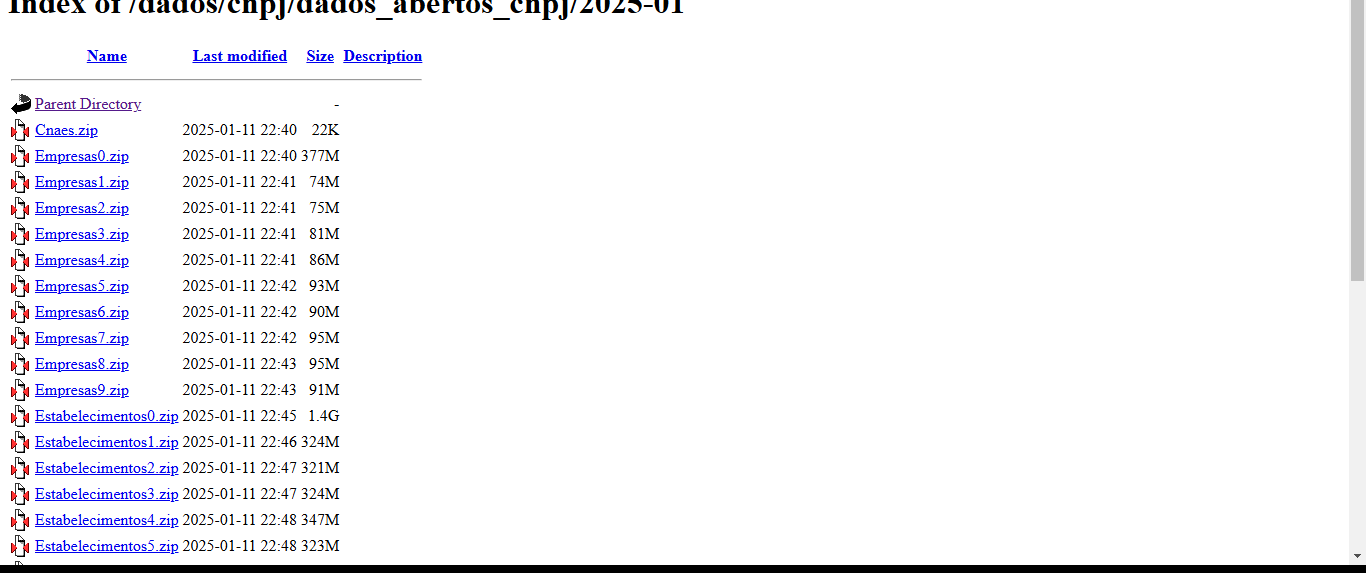 Index of /dados/cnpj/dados_abertos_cnpj/2025-01
Name Last modified Size Description
Parent Directory -
Cnaes.zip 2025-01-11 22:40 22K
Empresas0.zip 2025-01-11 22:40 377M
Empresas1.zip 2025-01-11 22:41 74M
Empresas2.zip 2025-01-11 22:41 75M
Empresas3.zip 2025-01-11 22:41 81M
Empresas4.zip 2025-01-11 22:41 86M
Empresas5.zip 2025-01-11 22:42 93M
Empresas6.zip 2025-01-11 22:42 90M
Empresas7.zip 2025-01-11 22:42 95M
Empresas8.zip 2025-01-11 22:43 95M
Empresas9.zip 2025-01-11 22:43 91M
Estabelecimentos0.zip 2025-01-11 22:45 1.4G
Estabelecimentos1.zip 2025-01-11 22:46 324M
Estabelecimentos2.zip 2025-01-11 22:47 321M
Estabelecimentos3.zip 2025-01-11 22:47 324M
Estabelecimentos4.zip 2025-01-11 22:48 347M
Estabelecimentos5.zip 2025-01-11 22:48 323M